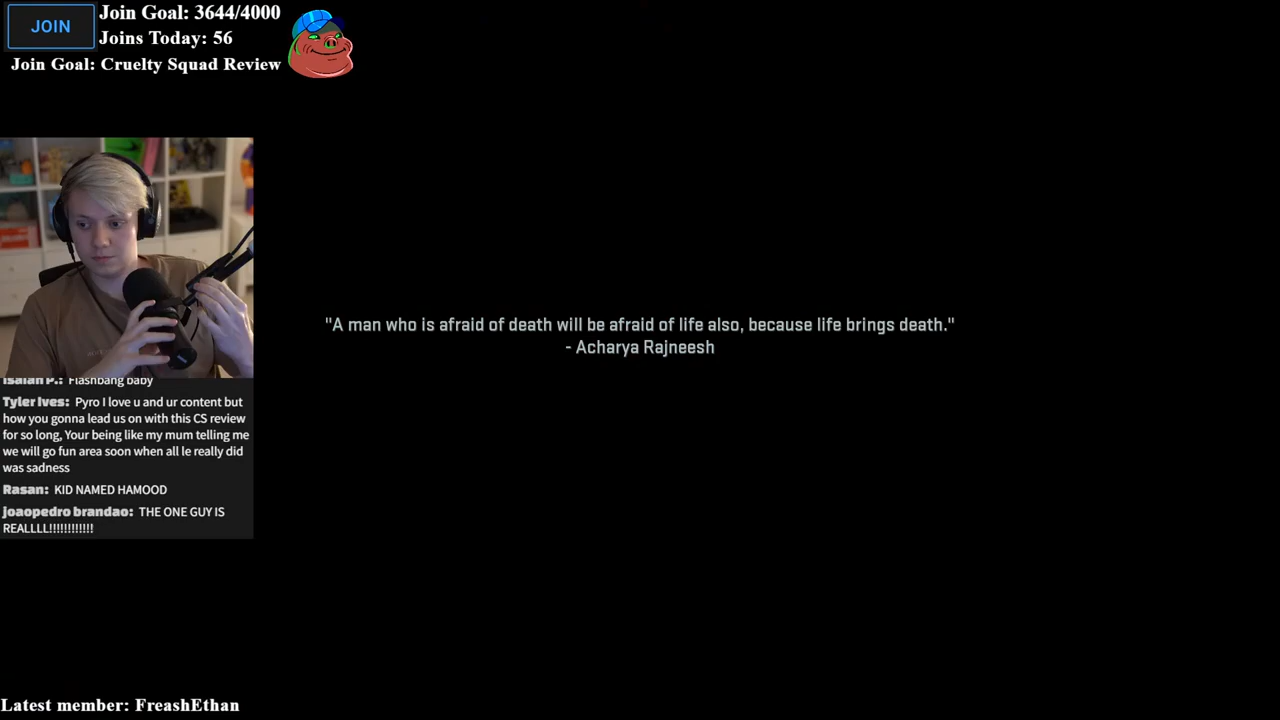 JOIN
Join Goal: 3644/4000
Joins Today: 56
Join Goal: Cruelty Squad Review
"A man who is afraid of death will be afraid of life also, because life brings death."
- Acharya Rajneesh
Isaiah P.: Flashbang baby
Tyler Ives: Pyro I love u and ur content but
how you gonna lead us on with this CS review
for so long, Your being like my mum telling me
we will go fun area soon when all le really did
was sadness
Rasan: KID NAMED HAMOOD
joaopedro brandao: THE ONE GUY IS
REALLLL!!!!!!!!!!!!
Latest member: FreashEthan